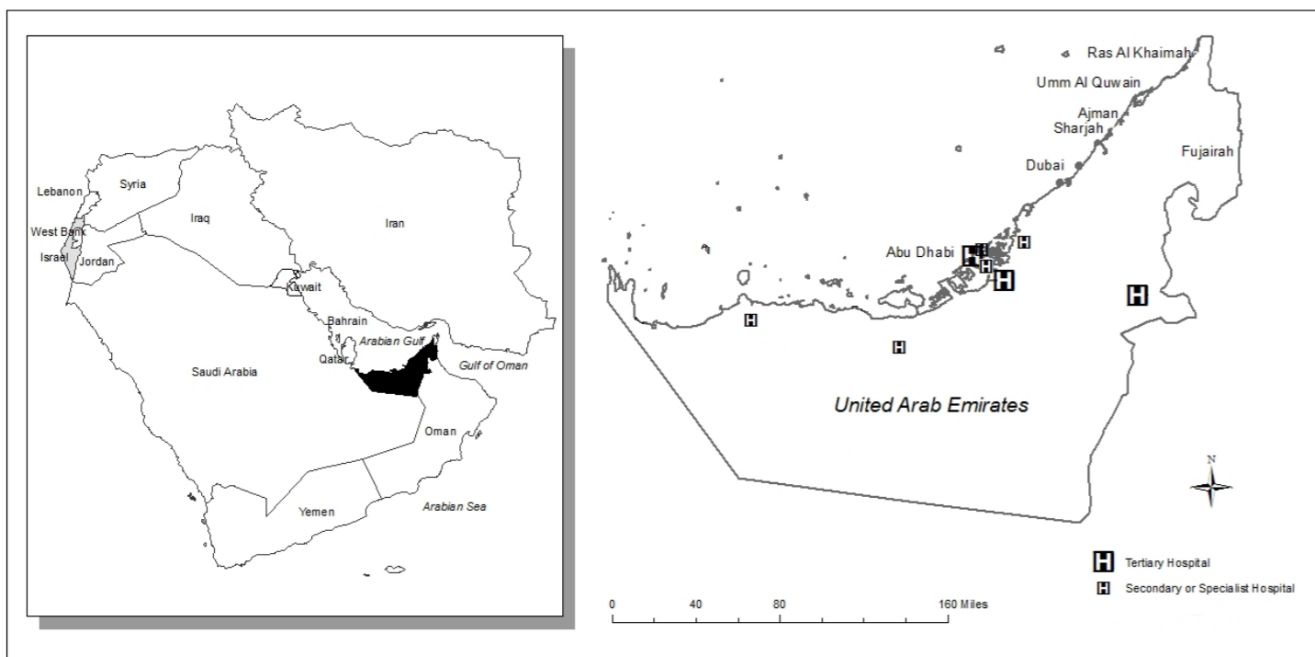 Lebanon
Syria
West Bank
Israel
Jordan
Iraq
Iran
Kuwait
Bahrain
Arabian Gulf
Qatar
Gulf of Oman
Saudi Arabia
Oman
Yemen
Arabian Sea
Ras Al Khaimah
Umm Al Quwain
Ajman
Sharjah
Fujairah
Dubai
Abu Dhabi
H
H
H
H
H
H
H
H
United Arab Emirates
N
H Tertiary Hospital
H Secondary or Specialist Hospital
0 40 80 160 Miles